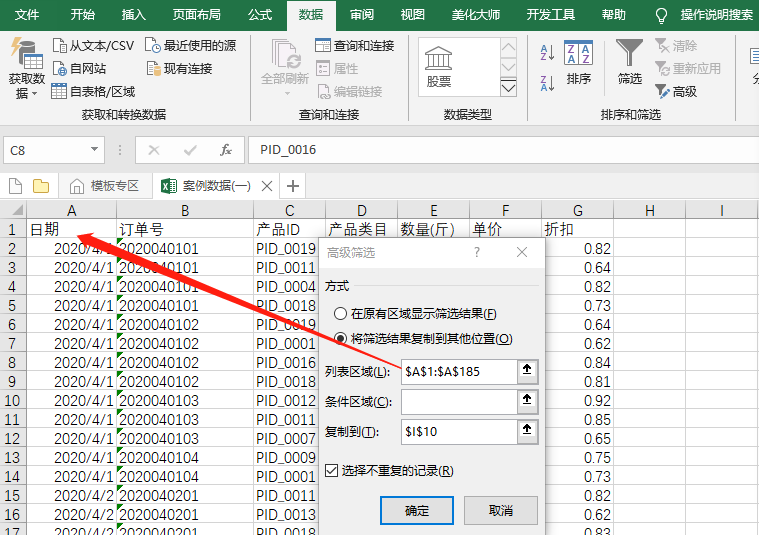 文件 开始 插入 页面布局 公式 数据 审阅 视图 美化大师 开发工具 帮助 操作说明搜索
从文本/CSV 最近使用的源 查询和连接 清除
获取数据 自网站 现有连接 全部刷新 属性 股票 排序 筛选 重新应用
自表格/区域 编辑链接 高级
获取和转换数据 查询和连接 数据类型 排序和筛选
C8 fx PID_0016
模板专区 案例数据(一)
A B C D E F G H I
1 日期 订单号 产品ID 产品类目 数量(斤) 单价 折扣
2 2020/4/1 2020040101 PID_0019 0.82
3 2020/4/1 2020040101 PID_0011 0.64
4 2020/4/1 2020040101 PID_0004 0.82
5 2020/4/1 2020040101 PID_0018 0.73
6 2020/4/1 2020040102 PID_0019 0.64
7 2020/4/1 2020040102 PID_0001 0.62
8 2020/4/1 2020040102 PID_0016 0.84
9 2020/4/1 2020040102 PID_0018 0.81
10 2020/4/1 2020040103 PID_0012 0.92
11 2020/4/1 2020040103 PID_0011 0.85
12 2020/4/1 2020040103 PID_0007 0.65
13 2020/4/1 2020040104 PID_0009 0.75
14 2020/4/1 2020040104 PID_0001 0.73
15 2020/4/2 2020040201 PID_0011 0.82
16 2020/4/2 2020040201 PID_0013 0.62
17 2020/4/2 2020040201 PID_0018 0.83
高级筛选 ?
方式
在原有区域显示筛选结果(F)
将筛选结果复制到其他位置(O)
列表区域(L): $A$1:$A$185
条件区域(C):
复制到(T): $I$10
选择不重复的记录(R)
确定 取消